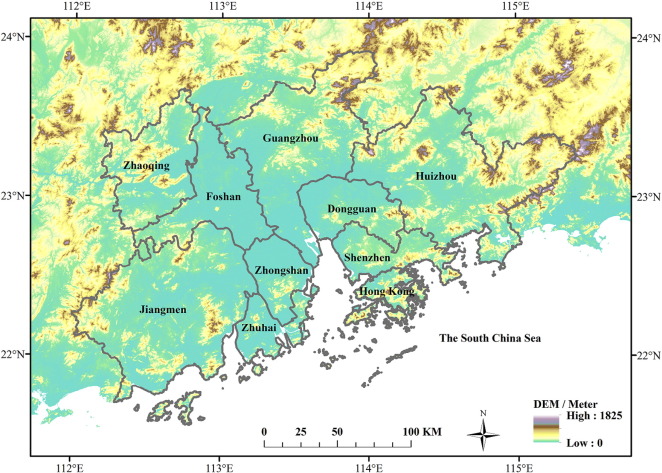 112°E 113°E 114°E 115°E
24°N 24°N
Guangzhou
Zhaoqing
Huizhou
23°N Foshan 23°N
Dongguan
Shenzhen
Zhongshan
Hong Kong
Jiangmen
Zhuhai
The South China Sea
22°N 22°N
DEM / Meter
N High : 1825
Low : 0
0 25 50 100 KM
112°E 113°E 114°E 115°E